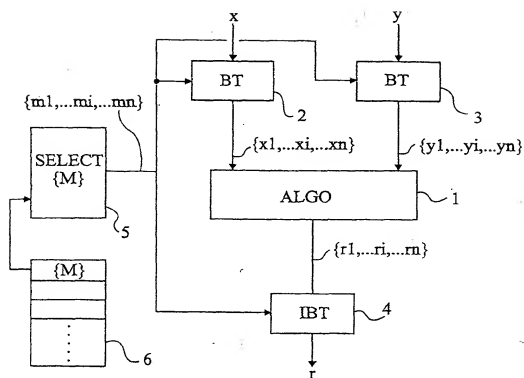 x
y
BT
2
BT
3
{m1,...mi,...mn}
{x1,...xi,...xn}
{y1,...yi,...yn}
SELECT
{M}
5
ALGO
1
{r1,...ri,...rn}
{M}
6
IBT
4
r